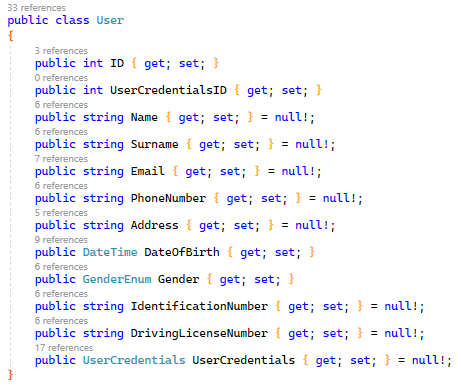 33 references
public class User
{
3 references
public int ID { get; set; }
0 references
public int UserCredentialsID { get; set; }
6 references
public string Name { get; set; } = null!;
6 references
public string Surname { get; set; } = null!;
7 references
public string Email { get; set; } = null!;
6 references
public string PhoneNumber { get; set; } = null!;
5 references
public string Address { get; set; } = null!;
9 references
public DateTime DateOfBirth { get; set; }
6 references
public GenderEnum Gender { get; set; }
6 references
public string IdentificationNumber { get; set; } = null!;
6 references
public string DrivingLicenseNumber { get; set; } = null!;
17 references
public UserCredentials UserCredentials { get; set; } = null!;
}